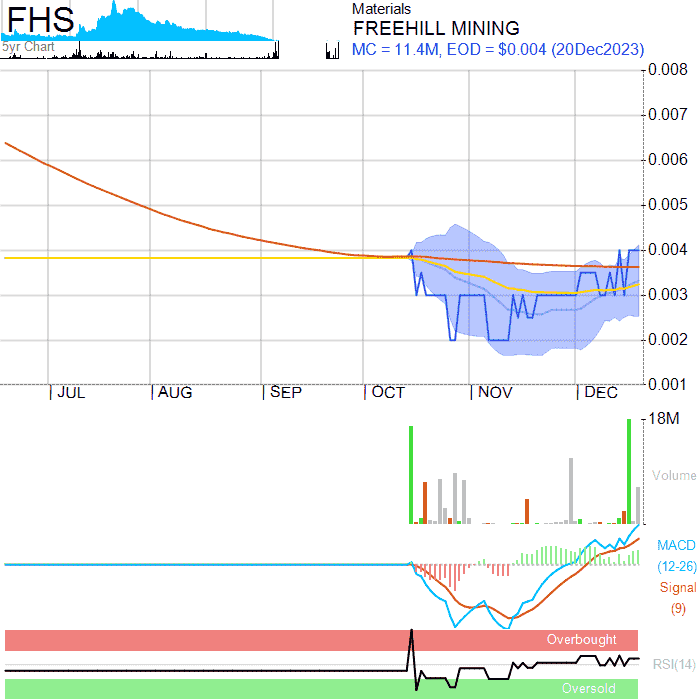 FHS
5yr Chart
Materials
FREEHILL MINING
MC = 11.4M, EOD = $0.004 (20Dec2023)
0.008
0.007
0.006
0.005
0.004
0.003
0.002
0.001
JUL AUG SEP OCT NOV DEC
18M
Volume
MACD
(12-26)
Signal
(9)
Overbought
RSI(14)
Oversold